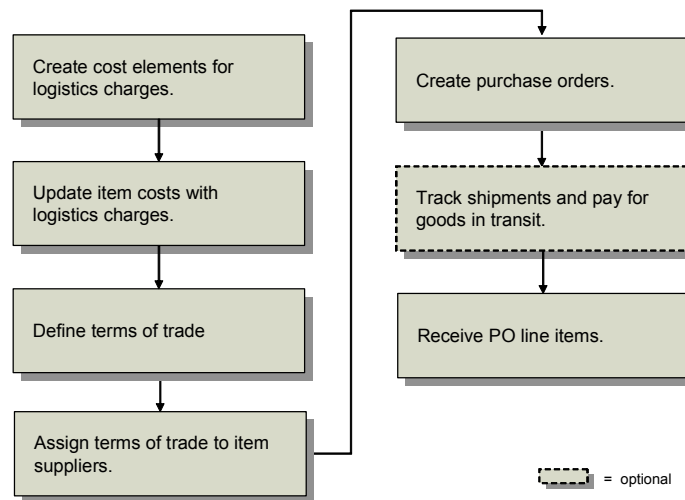 Create cost elements for
logistics charges.
Update item costs with
logistics charges.
Define terms of trade
Assign terms of trade to item
suppliers.
Create purchase orders.
Track shipments and pay for
goods in transit.
Receive PO line items.
= optional